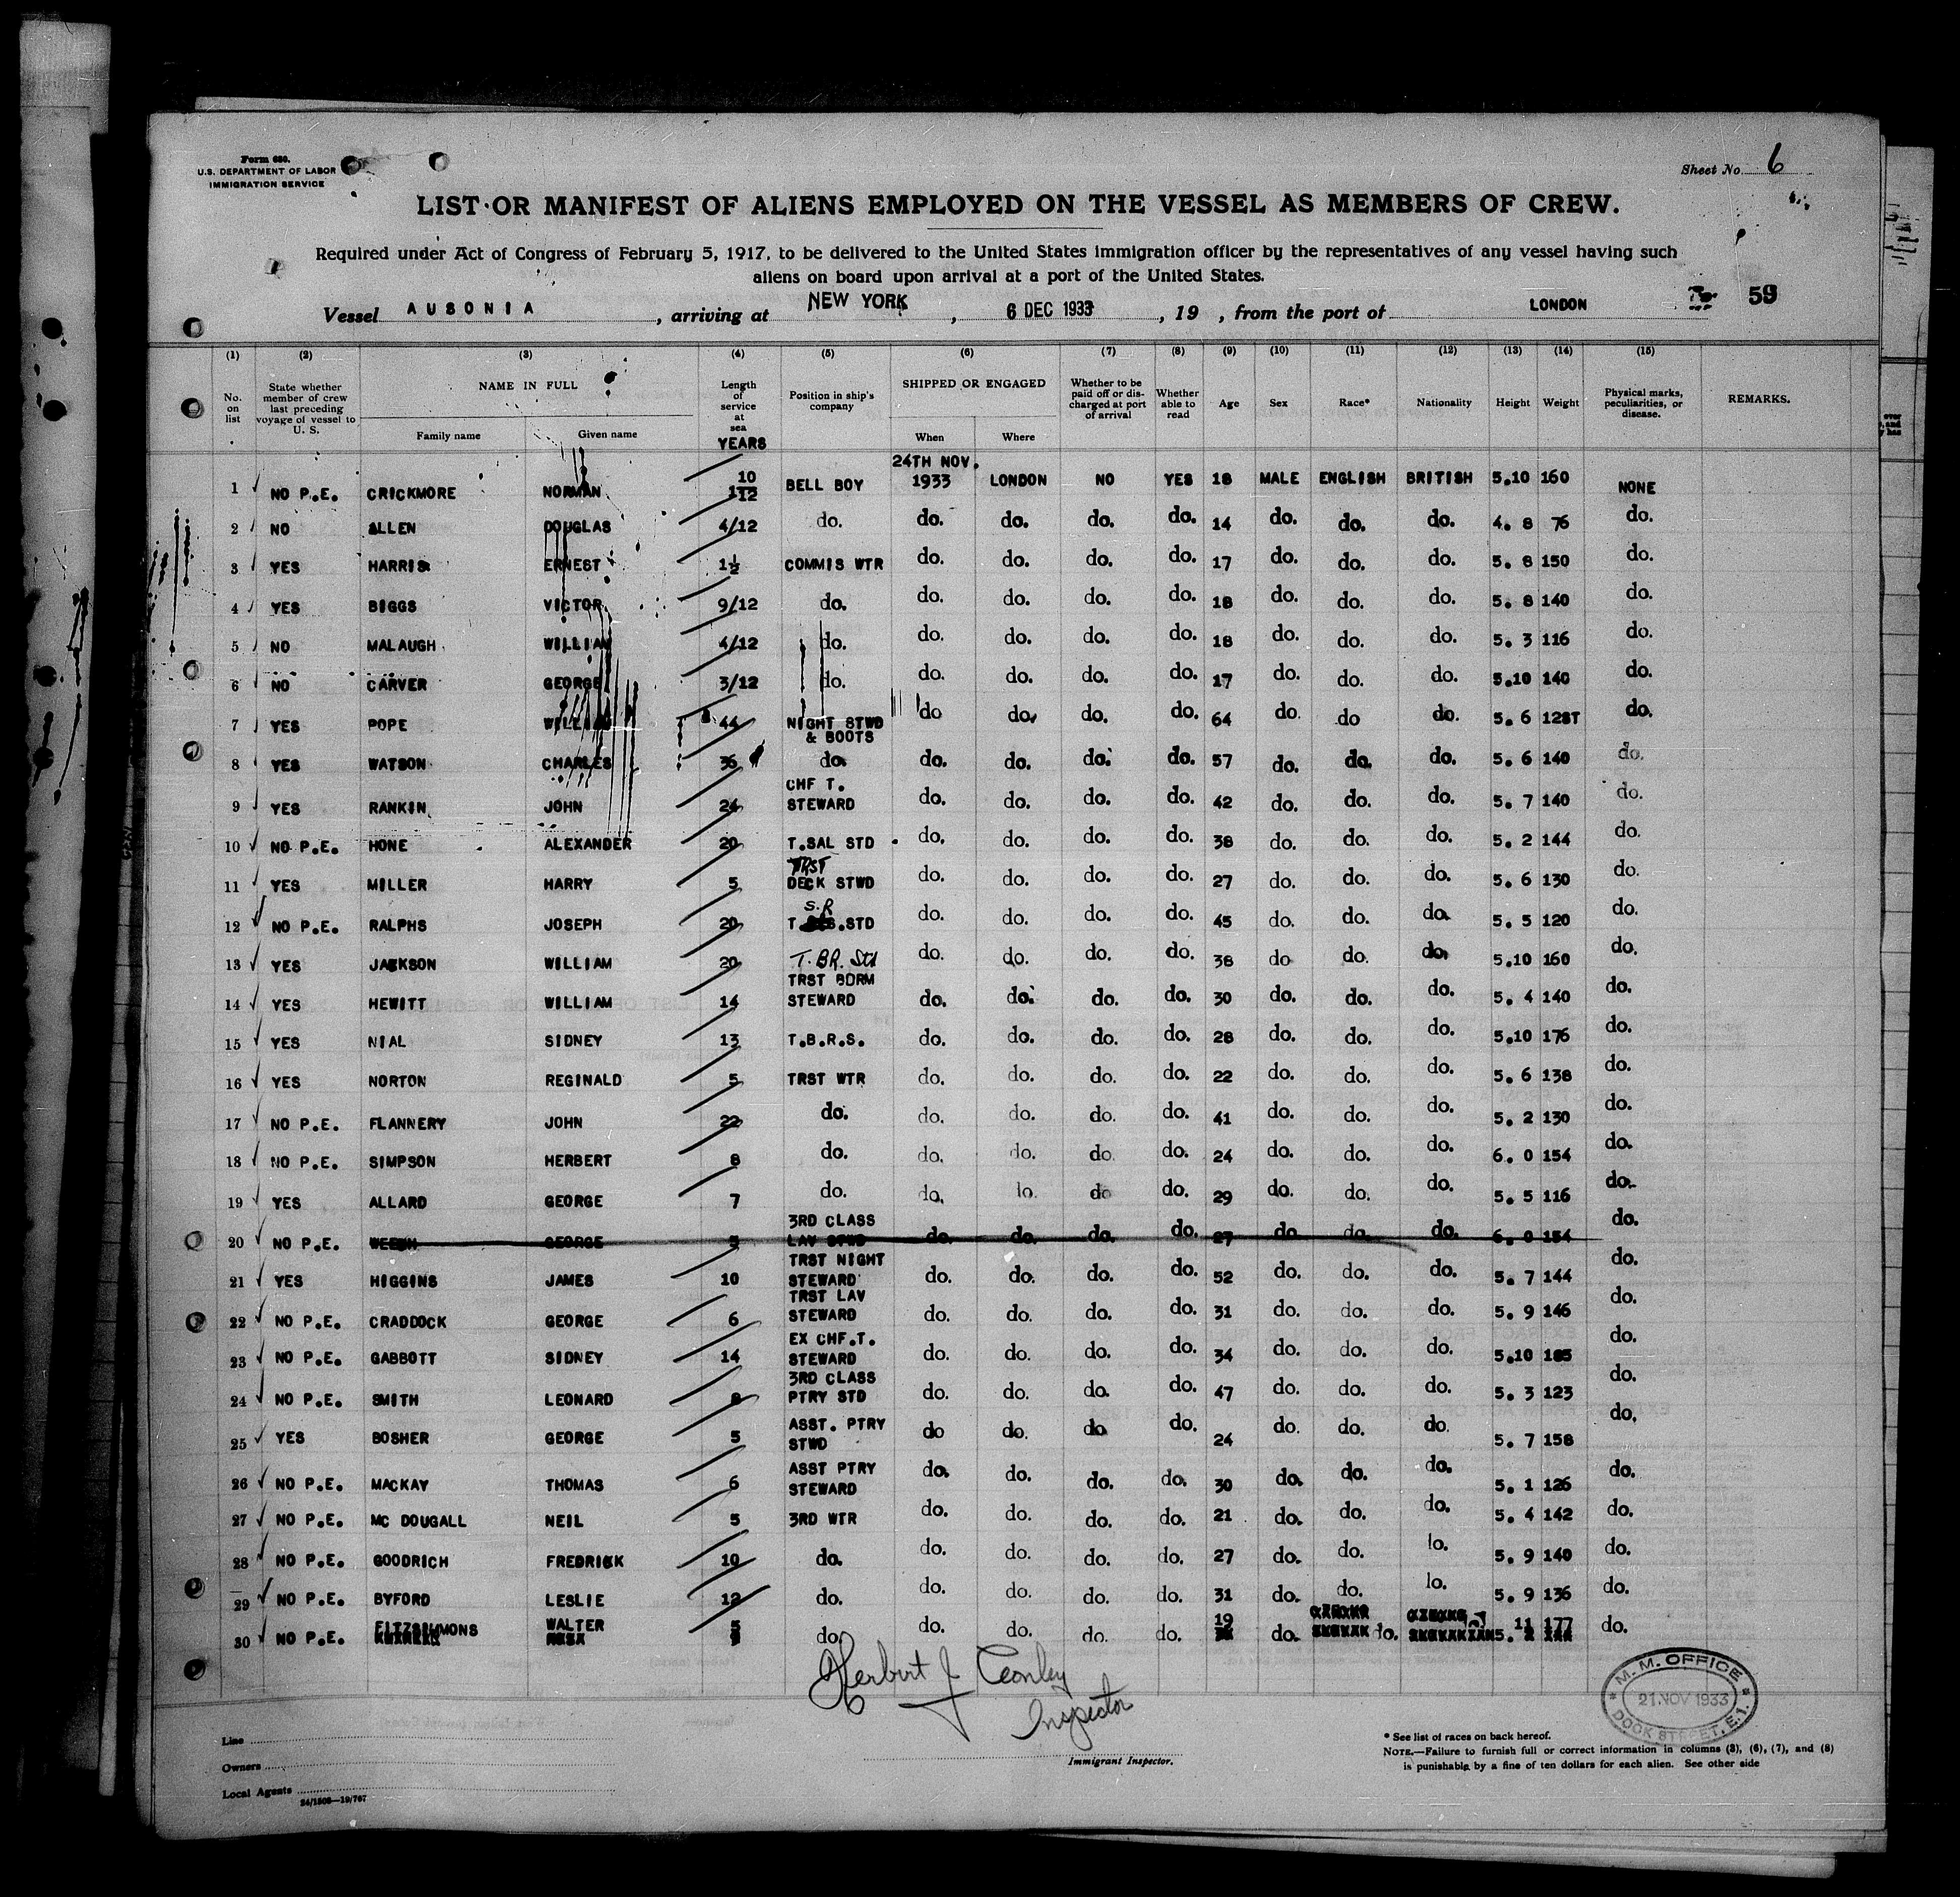 Form 680.
U.S. DEPARTMENT OF LABOR
IMMIGRATION SERVICE
Sheet No. 6
LIST OR MANIFEST OF ALIENS EMPLOYED ON THE VESSEL AS MEMBERS OF CREW.
Required under Act of Congress of February 5, 1917, to be delivered to the United States immigration officer by the representatives of any vessel having such
aliens on board upon arrival at a port of the United States.
Vessel AUSONIA, arriving at NEW YORK, 6 DEC 1933, 19 , from the port of LONDON 59
(1) (2) (3) (4) (5) (6) (7) (8) (9) (10) (11) (12) (13) (14) (15)
No. on list State whether member of crew last preceding voyage of vessel to U. S. NAME IN FULL Family name Given name Length of service at sea YEARS Position in ship's company SHIPPED OR ENGAGED When Where Whether to be paid off or discharged at port of arrival Whether able to read Age Sex Race* Nationality Height Weight Physical marks, peculiarities, or disease. REMARKS.
1 NO P.E. CRICKMORE NORMAN 1 10/12 BELL BOY 24TH NOV. 1933 LONDON NO YES 18 MALE ENGLISH BRITISH 5.10 160 NONE
2 NO ALLEN DOUGLAS 4/12 do. do. do. do. do. 14 do. do. do. 4. 8 76 do.
3 YES HARRIS ERNEST 1½ COMMIS WTR do. do. do. do. 17 do. do. do. 5. 8 150 do.
4 YES BIGGS VICTOR 9/12 do. do. do. do. do. 18 do. do. do. 5. 8 140 do.
5 NO MALAUGH WILLIAM 4/12 do. do. do. do. do. 18 do. do. do. 5. 3 116 do.
6 NO CARVER GEORGE 3/12 do. do. do. do. do. 17 do. do. do. 5.10 140 do.
7 YES POPE WILLIAM 44 NIGHT STWD & BOOTS do do. do. do. 64 do. do do. 5. 6 12ST do.
8 YES WATSON CHARLES 36 do. do. do. do. do. 57 do. do. do. 5. 6 140 do.
9 YES RANKIN JOHN 24 CHF T. STEWARD do. do. do. do. 42 do. do. do. 5. 7 140 do.
10 NO P.E. HONE ALEXANDER 20 T.SAL STD do. do. do. do. 38 do. do. do. 5. 2 144 do.
11 YES MILLER HARRY 5 TRST DECK STWD do. do. do. do. 27 do. do. do. 5. 6 130 do.
12 NO P.E. RALPHS JOSEPH 20 T. S.R .STD do. do. do. do. 45 do. do. do. 5. 5 120 do.
13 YES JACKSON WILLIAM 20 T. BR. Std do. do. do. do. 38 do do. do. 5.10 160 do.
14 YES HEWITT WILLIAM 14 TRST BDRM STEWARD do. do. do. do. 30 do. do. do. 5. 4 140 do.
15 YES NIAL SIDNEY 13 T.B.R.S. do. do. do. do. 28 do. do. do. 5.10 176 do.
16 YES NORTON REGINALD 5 TRST WTR do. do. do. do. 22 do. do. do. 5. 6 138 do.
17 NO P.E. FLANNERY JOHN 22 do. do. do. do. do. 41 do. do. do. 5. 2 130 do.
18 NO P.E. SIMPSON HERBERT 8 do. do. do. do. do. 24 do. do. do. 6. 0 154 do.
19 YES ALLARD GEORGE 7 do. do. lo. do do. 29 do. do. do. 5. 5 116 do.
20 NO P.E. GEORGE 3RD CLASS LAV STWD do. do. do. do. 27 do. do. do. 6. 0 154 do.
21 YES HIGGINS JAMES 10 TRST NIGHT STEWARD do. do. do. do. 52 do. do. do. 5. 7 144 do.
22 NO P.E. CRADDOCK GEORGE 6 TRST LAV STEWARD do. do. do. do. 31 do. do. do. 5. 9 146 do.
23 NO P.E. GABBOTT SIDNEY 14 EX CHF.T. STEWARD do. do. do. do. 34 do. do. do. 5.10 185 do.
24 NO P.E. SMITH LEONARD 8 3RD CLASS PTRY STD do. do. do. do. 47 do. do. do. 5. 3 123 do.
25 YES BOSHER GEORGE 5 ASST. PTRY STWD do do. do do. 24 do. do. do. 5. 7 158 do.
26 NO P.E. MACKAY THOMAS 6 ASST PTRY STEWARD do. do. do. do. 30 do. do. do. 5. 1 126 do.
27 NO P.E. MC DOUGALL NEIL 5 3RD WTR do. do. do. do. 21 do. do. do. 5. 4 142 do.
28 NO P.E. GOODRICH FREDRICK 10 do. do. do. do. do. 27 do. do. lo. 5. 9 140 do.
29 NO P.E. BYFORD LESLIE 12 do. do. do. do. do. 31 do. do. lo. 5. 9 136 do.
30 NO P.E. FITZSIMMONS WALTER 5 do. do. do. do. do. 19 do. do. 5. 11 177 do.
Herbert J Conley
Inspector
Immigrant Inspector.
M. M. OFFICE
21 NOV 1933
DOCK STREET, E.1.
Line
Owners
Local Agents
24/1808—19/767
* See list of races on back hereof.
NOTE.—Failure to furnish full or correct information in columns (3), (6), (7), and (8)
is punishable by a fine of ten dollars for each alien. See other side